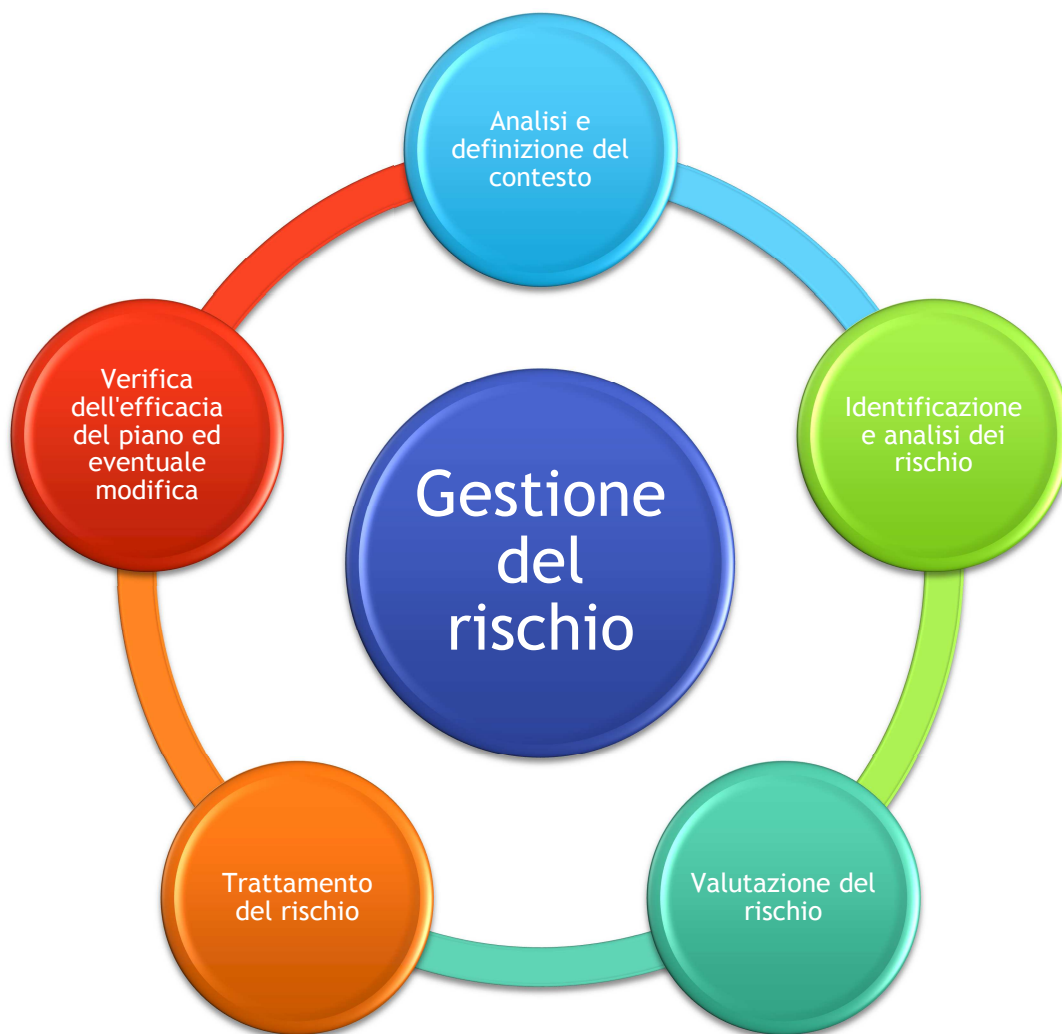 Analisi e
definizione del
contesto
Identificazione
e analisi dei
rischio
Valutazione del
rischio
Trattamento
del rischio
Verifica
dell'efficacia
del piano ed
eventuale
modifica
Gestione
del
rischio